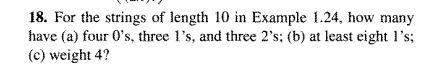 18. For the strings of length 10 in Example 1.24, how many
have (a) four 0's, three 1's, and three 2's; (b) at least eight 1's;
(c) weight 4?